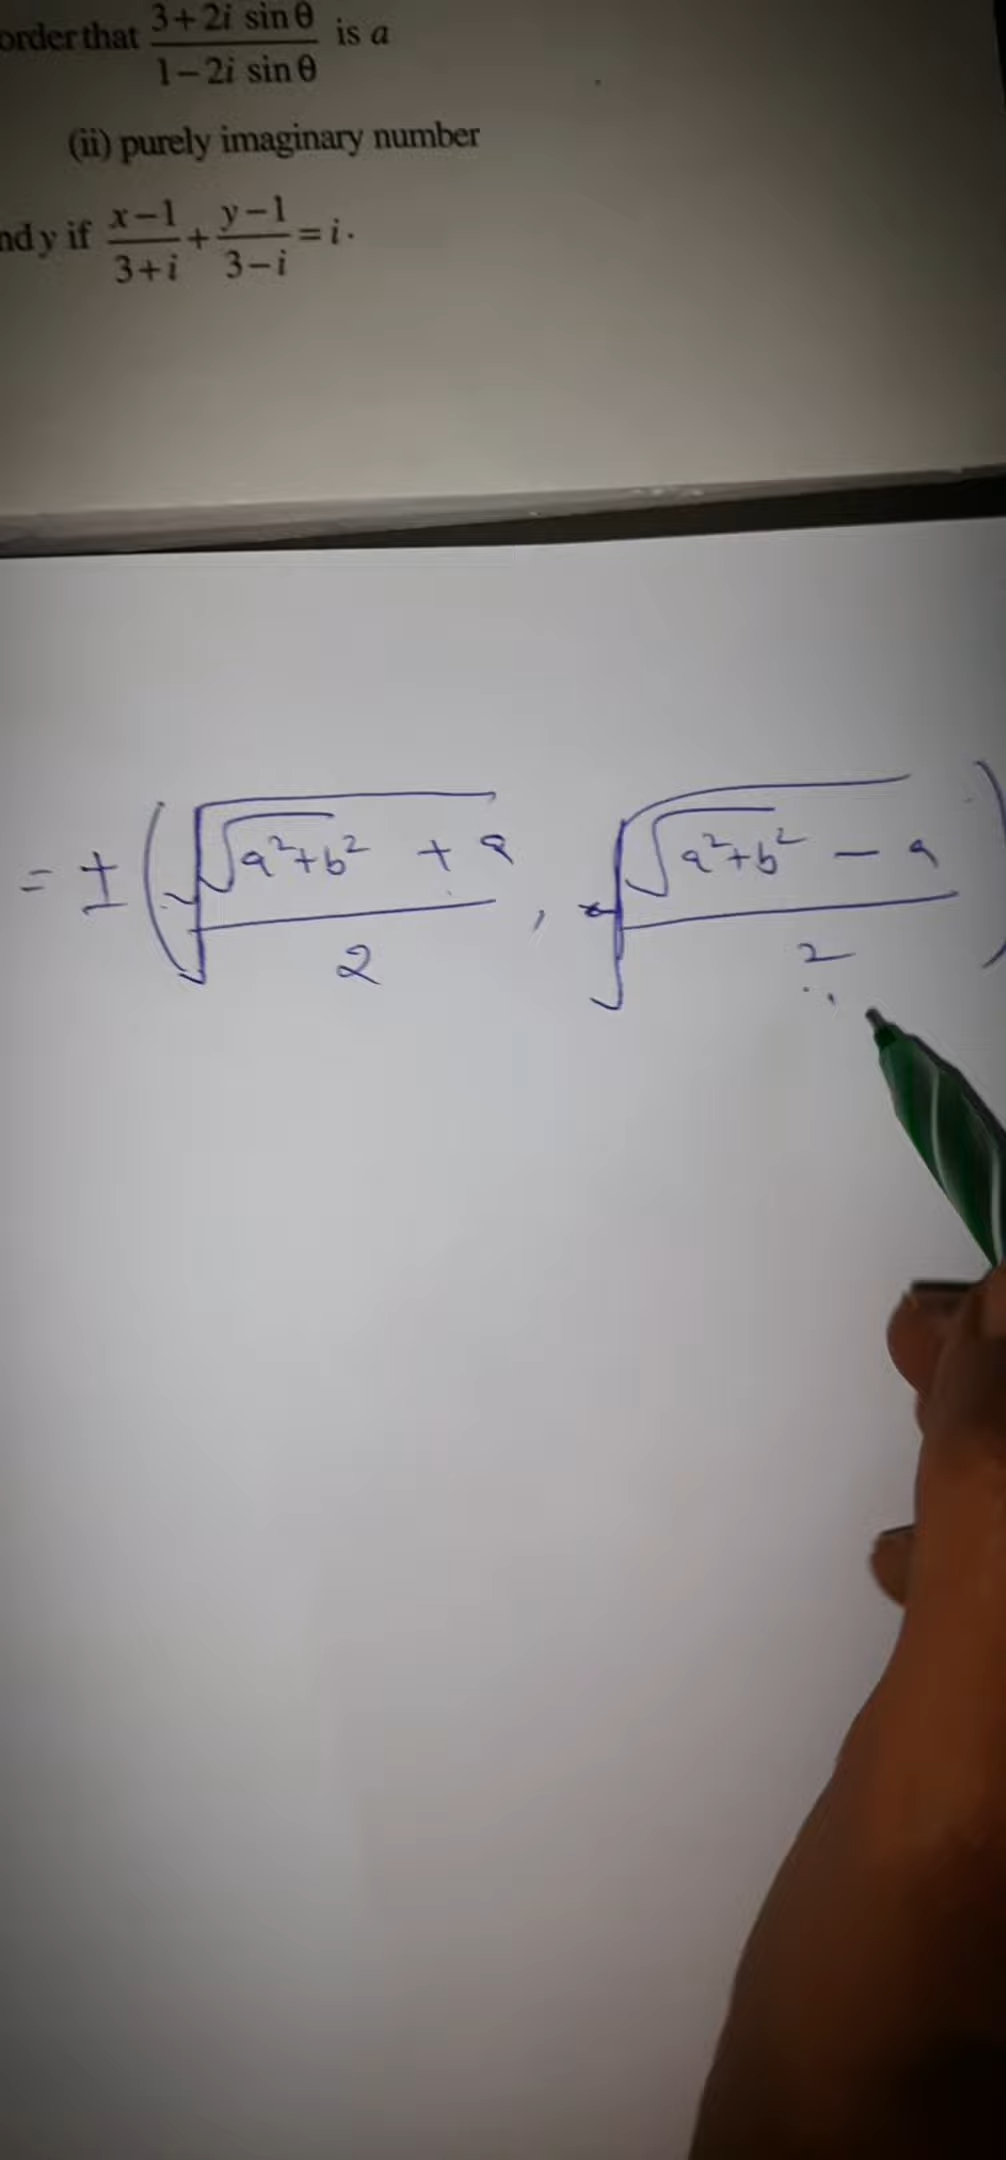 order that (3+2i sinθ)/(1−2i sinθ) is a
(ii) purely imaginary number
nd y if (x−1)/(3+i) + (y−1)/(3−i) = i.
= ± (√((√(a²+b²) + a)/2), √((√(a²+b²) − a)/2))